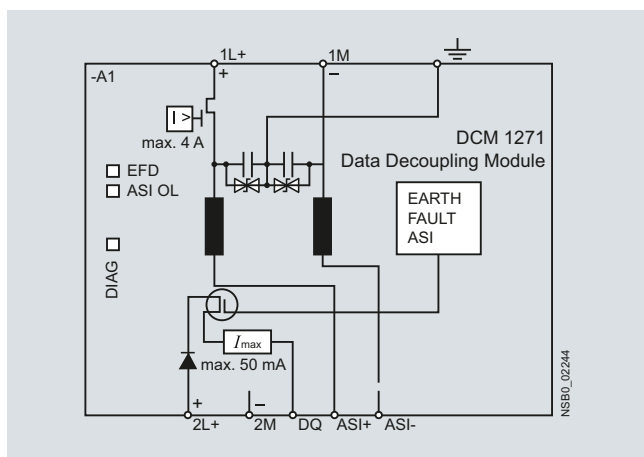 1L+
1M
+
–
-A1
I >
max. 4 A
DCM 1271
Data Decoupling Module
EFD
ASI OL
EARTH
FAULT
ASI
DIAG
Imax
max. 50 mA
+
–
2L+
2M
DQ
ASI+
ASI-
NSB0_02244